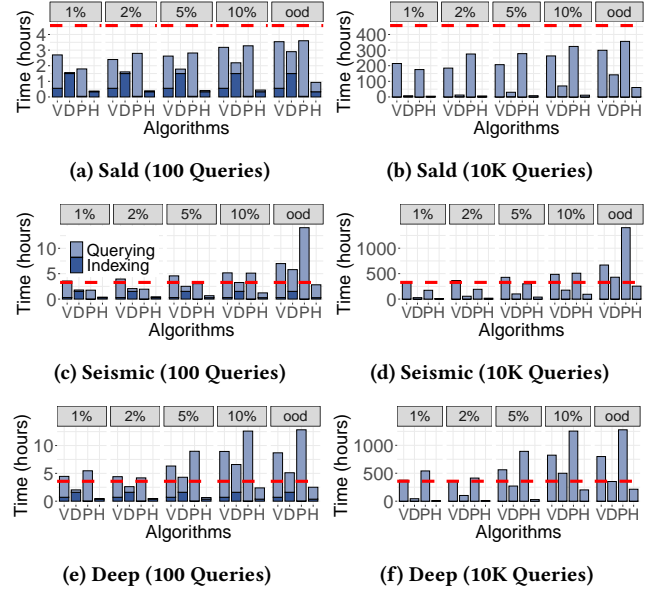 1% 2% 5% 10% ood
Time (hours)
4
3
2
1
0
VDPH VDPH VDPH VDPH VDPH
Algorithms
(a) Sald (100 Queries)
1% 2% 5% 10% ood
Time (hours)
400
300
200
100
0
VDPH VDPH VDPH VDPH VDPH
Algorithms
(b) Sald (10K Queries)
1% 2% 5% 10% ood
Time (hours)
10
5
0
Querying
Indexing
VDPH VDPH VDPH VDPH VDPH
Algorithms
(c) Seismic (100 Queries)
1% 2% 5% 10% ood
Time (hours)
1000
500
0
VDPH VDPH VDPH VDPH VDPH
Algorithms
(d) Seismic (10K Queries)
1% 2% 5% 10% ood
Time (hours)
10
5
0
VDPH VDPH VDPH VDPH VDPH
Algorithms
(e) Deep (100 Queries)
1% 2% 5% 10% ood
Time (hours)
1000
500
0
VDPH VDPH VDPH VDPH VDPH
Algorithms
(f) Deep (10K Queries)